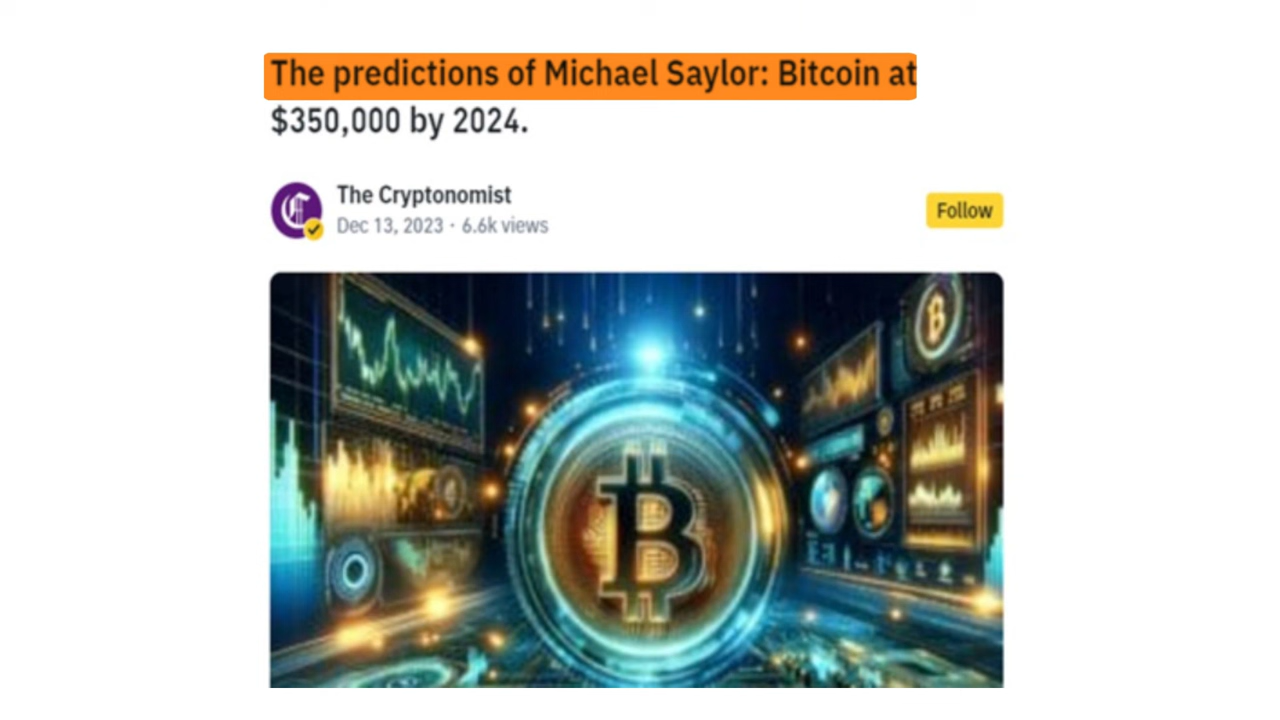 The predictions of Michael Saylor: Bitcoin at
$350,000 by 2024.
The Cryptonomist
Dec 13, 2023 · 6.6k views
Follow